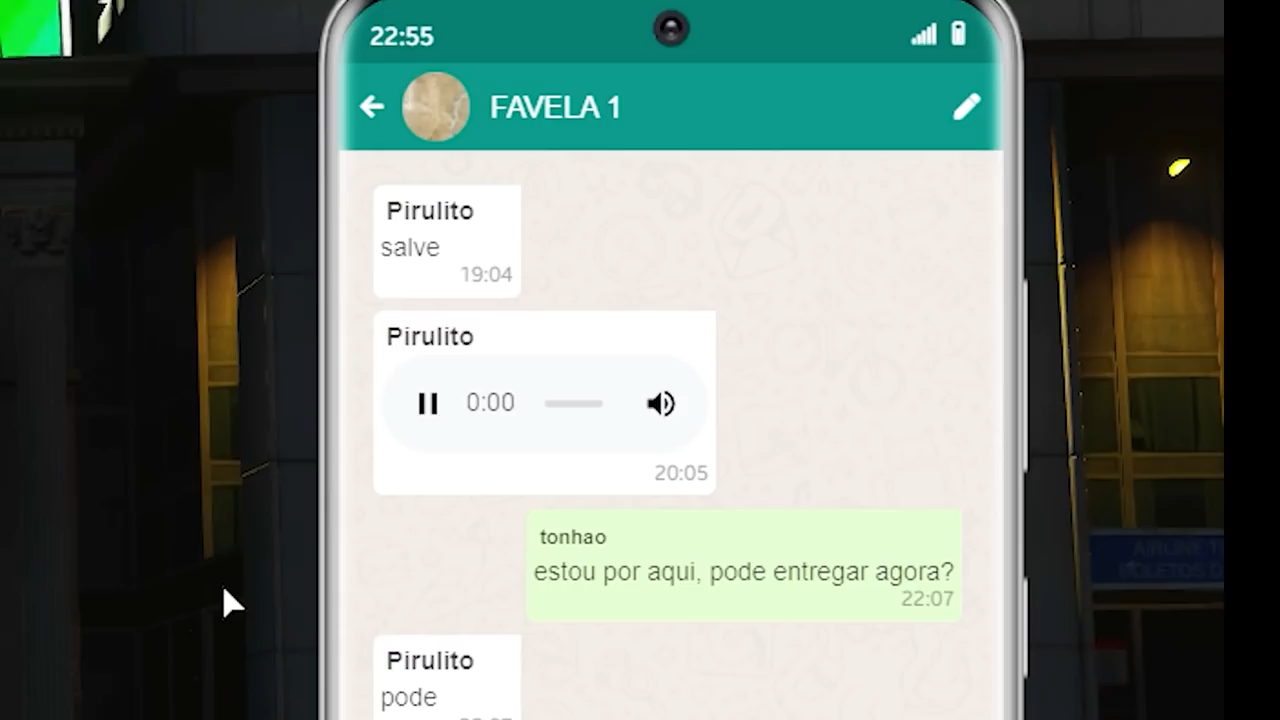 22:55
FAVELA 1
Pirulito
salve
19:04
Pirulito
0:00
20:05
tonhao
estou por aqui, pode entregar agora?
22:07
Pirulito
pode